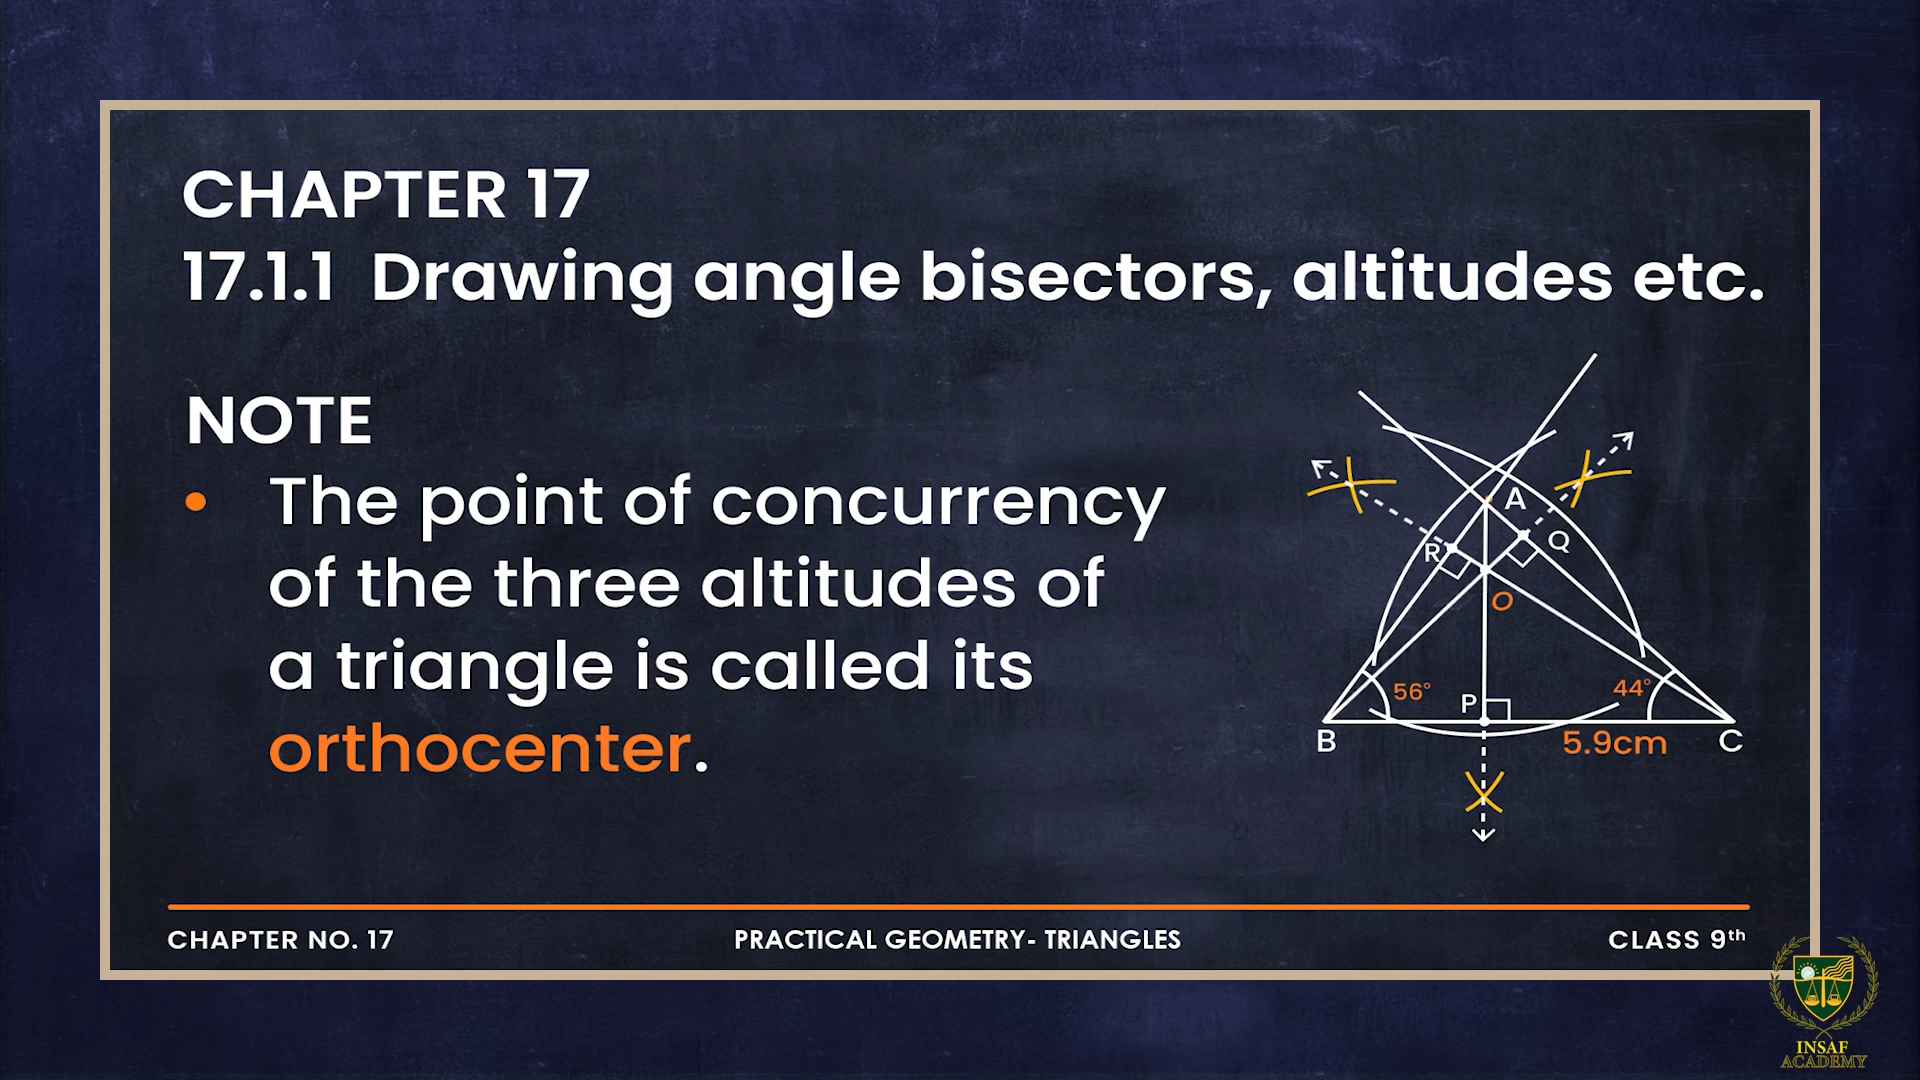 CHAPTER 17
17.1.1 Drawing angle bisectors, altitudes etc.
NOTE
• The point of concurrency
of the three altitudes of
a triangle is called its
orthocenter.
A
R
Q
O
56°
P
44°
B
5.9cm
C
CHAPTER NO. 17
PRACTICAL GEOMETRY- TRIANGLES
CLASS 9th
INSAF
ACADEMY